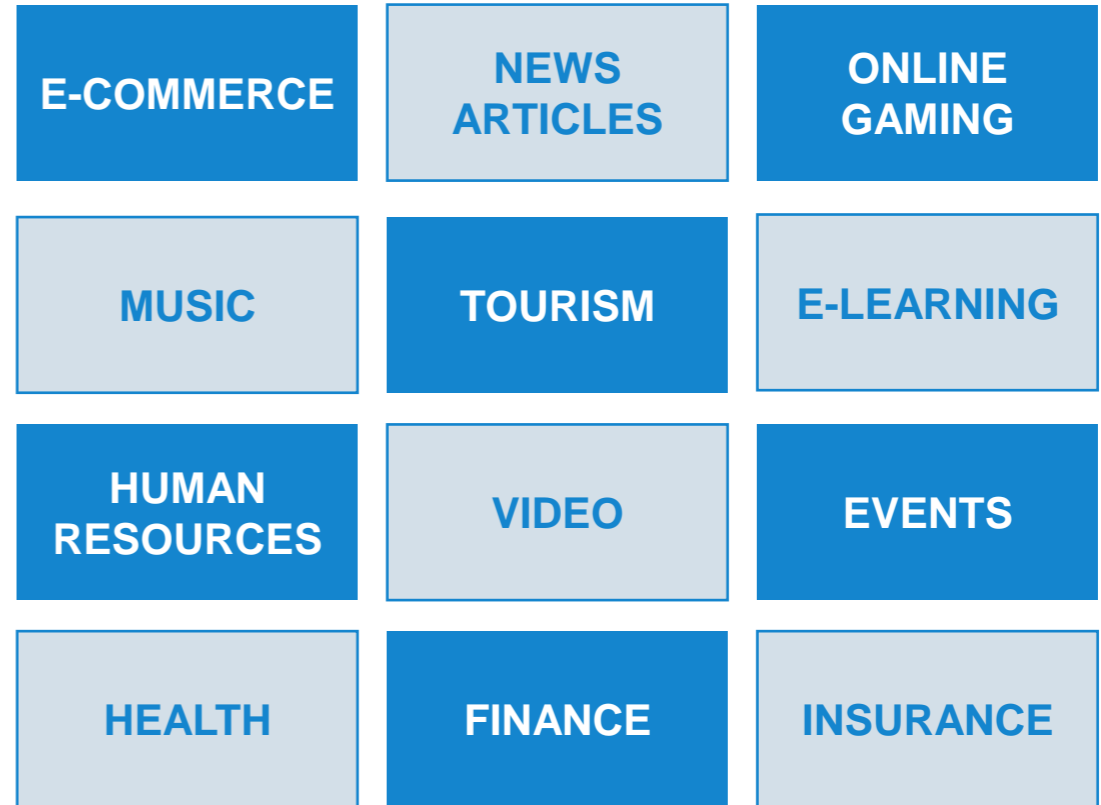 E-COMMERCE
NEWS
ARTICLES
ONLINE
GAMING
MUSIC
TOURISM
E-LEARNING
HUMAN
RESOURCES
VIDEO
EVENTS
HEALTH
FINANCE
INSURANCE